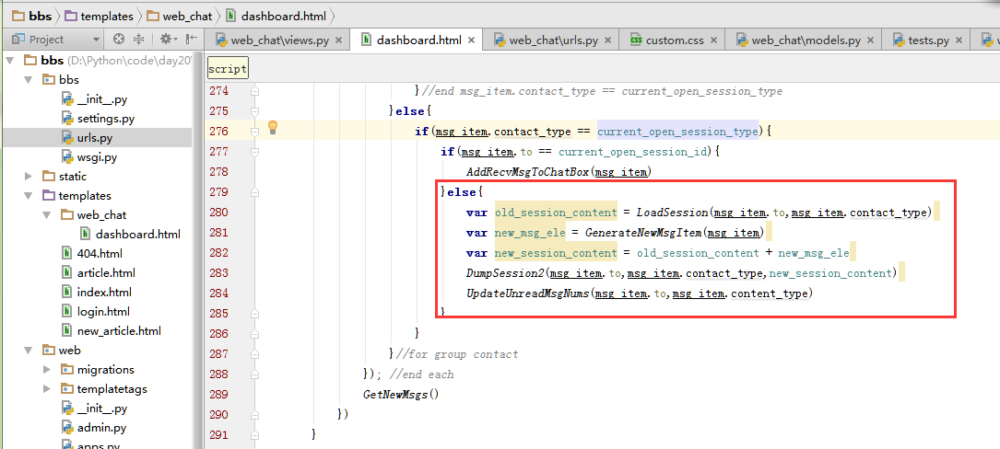 bbs templates web_chat dashboard.html
Project web_chat\views.py dashboard.html web_chat\urls.py custom.css web_chat\models.py tests.py
bbs (D:\Python\code\day20\
bbs
__init__.py
settings.py
urls.py
wsgi.py
static
templates
web_chat
dashboard.html
404.html
article.html
index.html
login.html
new_article.html
web
migrations
templatetags
__init__.py
admin.py
apps.py
script
274 }//end msg_item.contact_type == current_open_session_type
275 }else{
276 if(msg_item.contact_type == current_open_session_type){
277 if(msg_item.to == current_open_session_id){
278 AddRecvMsgToChatBox(msg_item)
279 }else{
280 var old_session_content = LoadSession(msg_item.to,msg_item.contact_type)
281 var new_msg_ele = GenerateNewMsgItem(msg_item)
282 var new_session_content = old_session_content + new_msg_ele
283 DumpSession2(msg_item.to,msg_item.contact_type,new_session_content)
284 UpdateUnreadMsgNums(msg_item.to,msg_item.content_type)
285 }
286 }
287 }//for group contact
288 }); //end each
289 GetNewMsgs()
290 })
291 }